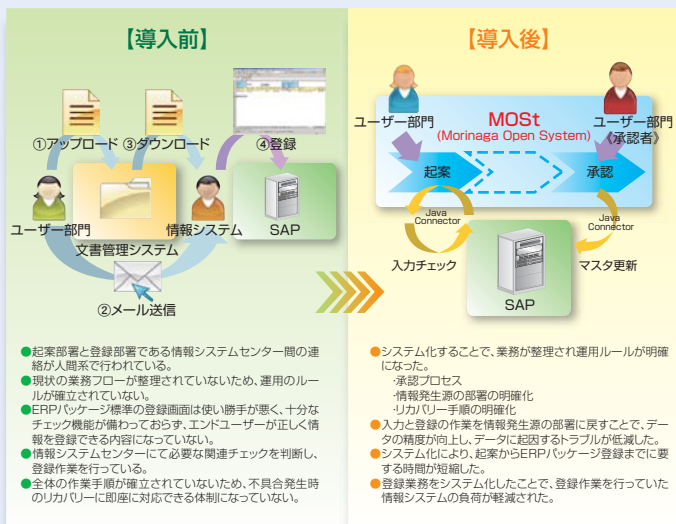 【導入前】
①アップロード
③ダウンロード
④登録
ユーザー部門
情報システム
SAP
文書管理システム
②メール送信
●起案部署と登録部署である情報システムセンター間の連
絡が人間系で行われている。
●現状の業務フローが整理されていないため、運用のルー
ルが確立されていない。
●ERPパッケージ標準の登録画面は使い勝手が悪く、十分な
チェック機能が備わっておらず、エンドユーザーが正しく情
報を登録できる内容になっていない。
●情報システムセンターにて必要な関連チェックを判断し、
登録作業を行っている。
●全体の作業手順が確立されていないため、不具合発生時
のリカバリーに即座に対応できる体制になっていない。
【導入後】
ユーザー部門
MOSt
(Morinaga Open System)
ユーザー部門
《承認者》
起案
承認
Java
Connector
Java
Connector
入力チェック
マスタ更新
SAP
●システム化することで、業務が整理され運用ルールが明確
になった。
・承認プロセス
・情報発生源の部署の明確化
・リカバリー手順の明確化
●入力と登録の作業を情報発生源の部署に戻すことで、デー
タの精度が向上し、データに起因するトラブルが低減した。
●システム化により、起案からERPパッケージ登録までに要
する時間が短縮した。
●登録業務をシステム化したことで、登録作業を行っていた
情報システムの負荷が軽減された。